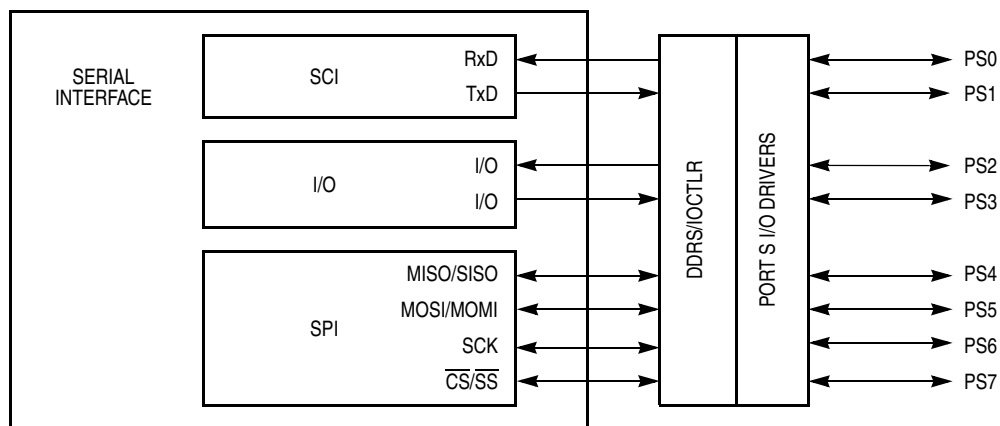 SERIAL
INTERFACE
SCI
RxD
TxD
I/O
I/O
I/O
SPI
MISO/SISO
MOSI/MOMI
SCK
CS/SS
DDRS/IOCTLR
PORT S I/O DRIVERS
PS0
PS1
PS2
PS3
PS4
PS5
PS6
PS7